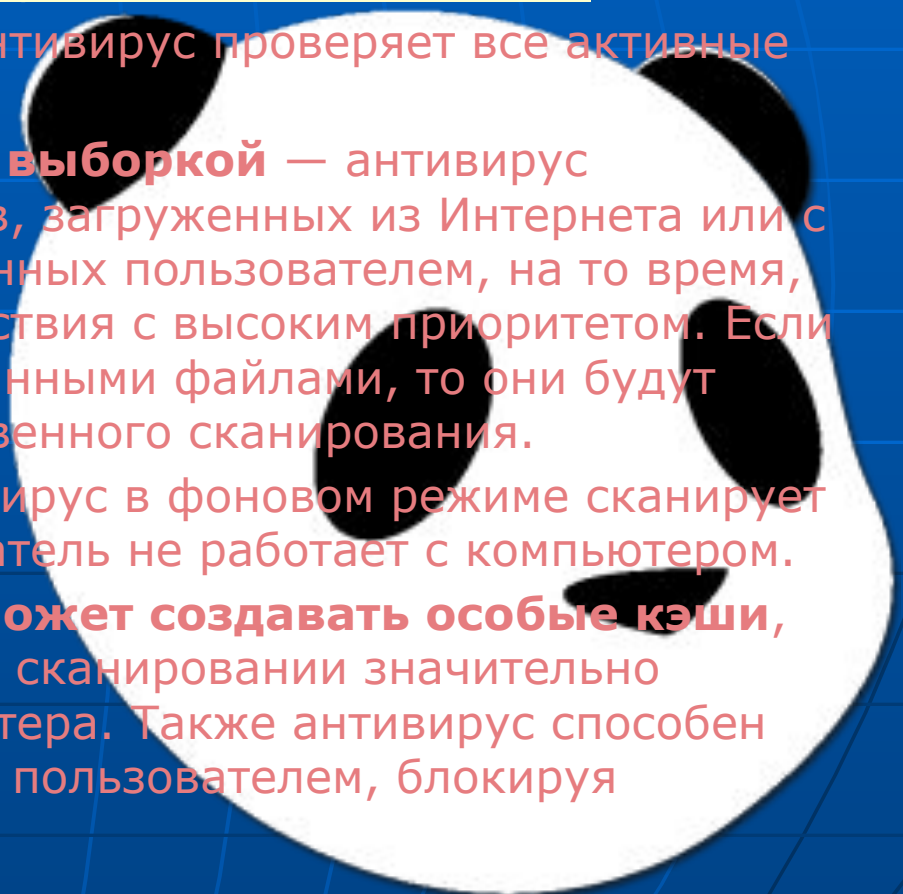 нтивирус проверяет все активные
выборкой — антивирус
в, загруженных из Интернета или с
нных пользователем, на то время,
ствия с высоким приоритетом. Если
нными файлами, то они будут
венного сканирования.
ирус в фоновом режиме сканирует
атель не работает с компьютером.
ожет создавать особые кэши,
сканировании значительно
тера. Также антивирус способен
пользователем, блокируя